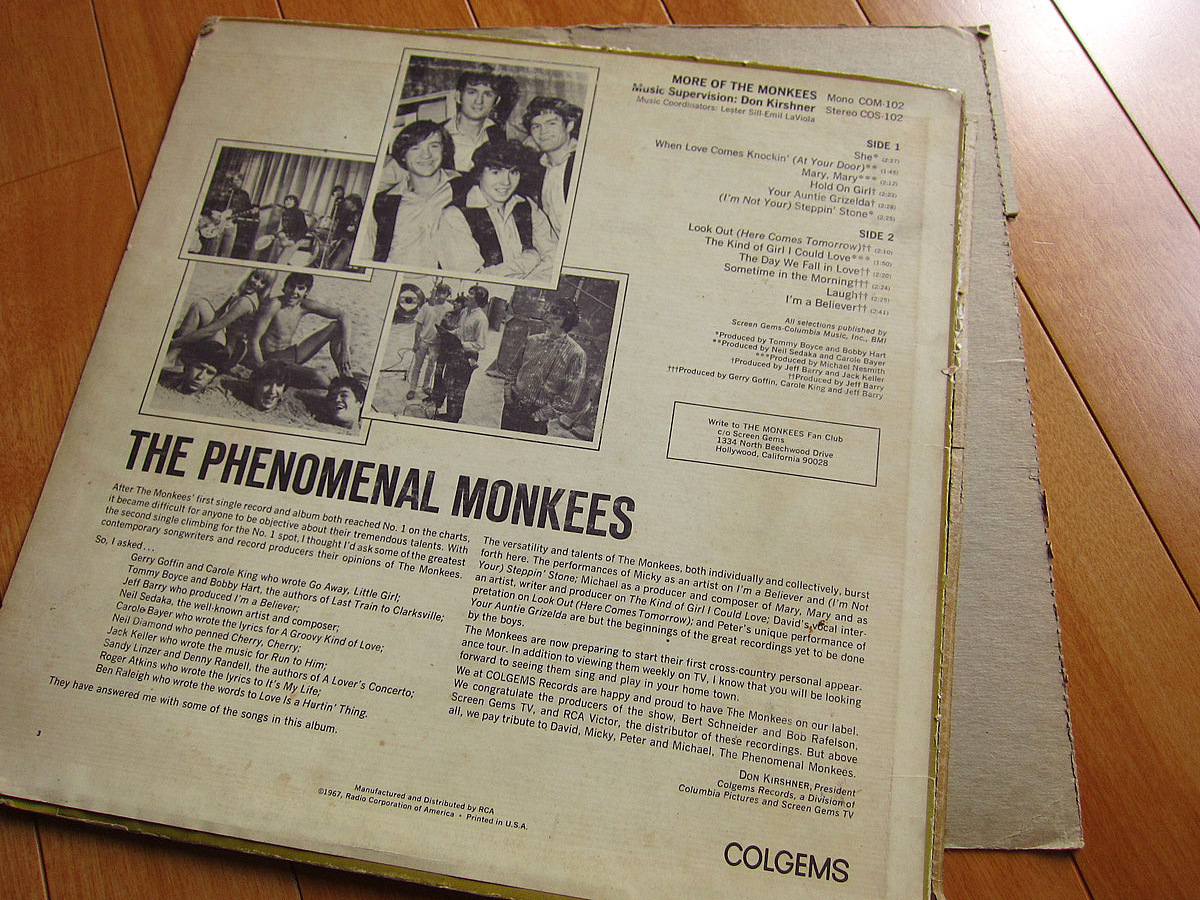 MORE OF THE MONKEES
Music Supervision: Don Kirshner
Music Coordinators: Lester Sill-Emil LaViola
Mono COM-102
Stereo COS-102
SIDE 1
She* (2:27)
When Love Comes Knockin' (At Your Door)** (1:45)
Mary, Mary*** (2:12)
Hold On Girl† (2:23)
Your Auntie Grizelda† (2:28)
(I'm Not Your) Steppin' Stone* (2:25)
SIDE 2
Look Out (Here Comes Tomorrow)†† (2:10)
The Kind of Girl I Could Love*** (1:50)
The Day We Fall in Love†† (2:20)
Sometime in the Morning††† (2:24)
Laugh†† (2:25)
I'm a Believer†† (2:41)
All selections published by
Screen Gems-Columbia Music, Inc., BMI
*Produced by Tommy Boyce and Bobby Hart
**Produced by Neil Sedaka and Carole Bayer
***Produced by Michael Nesmith
†Produced by Jeff Barry and Jack Keller
††Produced by Jeff Barry
†††Produced by Gerry Goffin, Carole King and Jeff Barry
Write to THE MONKEES Fan Club
c/o Screen Gems
1334 North Beechwood Drive
Hollywood, California 90028
THE PHENOMENAL MONKEES
After The Monkees' first single record and album both reached No. 1 on the charts,
it became difficult for anyone to be objective about their tremendous talents. With
the second single climbing for the No. 1 spot, I thought I'd ask some of the greatest
contemporary songwriters and record producers their opinions of The Monkees.
So, I asked...
Gerry Goffin and Carole King who wrote Go Away, Little Girl;
Tommy Boyce and Bobby Hart, the authors of Last Train to Clarksville;
Jeff Barry who produced I'm a Believer;
Neil Sedaka, the well-known artist and composer;
Carole Bayer who wrote the lyrics for A Groovy Kind of Love;
Neil Diamond who penned Cherry, Cherry;
Jack Keller who wrote the music for Run to Him;
Sandy Linzer and Denny Randell, the authors of A Lover's Concerto;
Roger Atkins who wrote the lyrics to It's My Life;
Ben Raleigh who wrote the words to Love Is a Hurtin' Thing.
They have answered me with some of the songs in this album.
The versatility and talents of The Monkees, both individually and collectively, burst
forth here. The performances of Micky as an artist on I'm a Believer and (I'm Not
Your) Steppin' Stone; Michael as a producer and composer of Mary, Mary and as
an artist, writer and producer on The Kind of Girl I Could Love; David's vocal inter-
pretation on Look Out (Here Comes Tomorrow); and Peter's unique performance of
Your Auntie Grizelda are but the beginnings of the great recordings yet to be done
by the boys.
The Monkees are now preparing to start their first cross-country personal appear-
ance tour. In addition to viewing them weekly on TV, I know that you will be looking
forward to seeing them sing and play in your home town.
We at COLGEMS Records are happy and proud to have The Monkees on our label.
We congratulate the producers of the show, Bert Schneider and Bob Rafelson,
Screen Gems TV, and RCA Victor, the distributor of these recordings. But above
all, we pay tribute to David, Micky, Peter and Michael, The Phenomenal Monkees.
DON KIRSHNER, President
Colgems Records, a Division of
Columbia Pictures and Screen Gems TV
3
Manufactured and Distributed by RCA
©1967, Radio Corporation of America • Printed in U.S.A.
COLGEMS